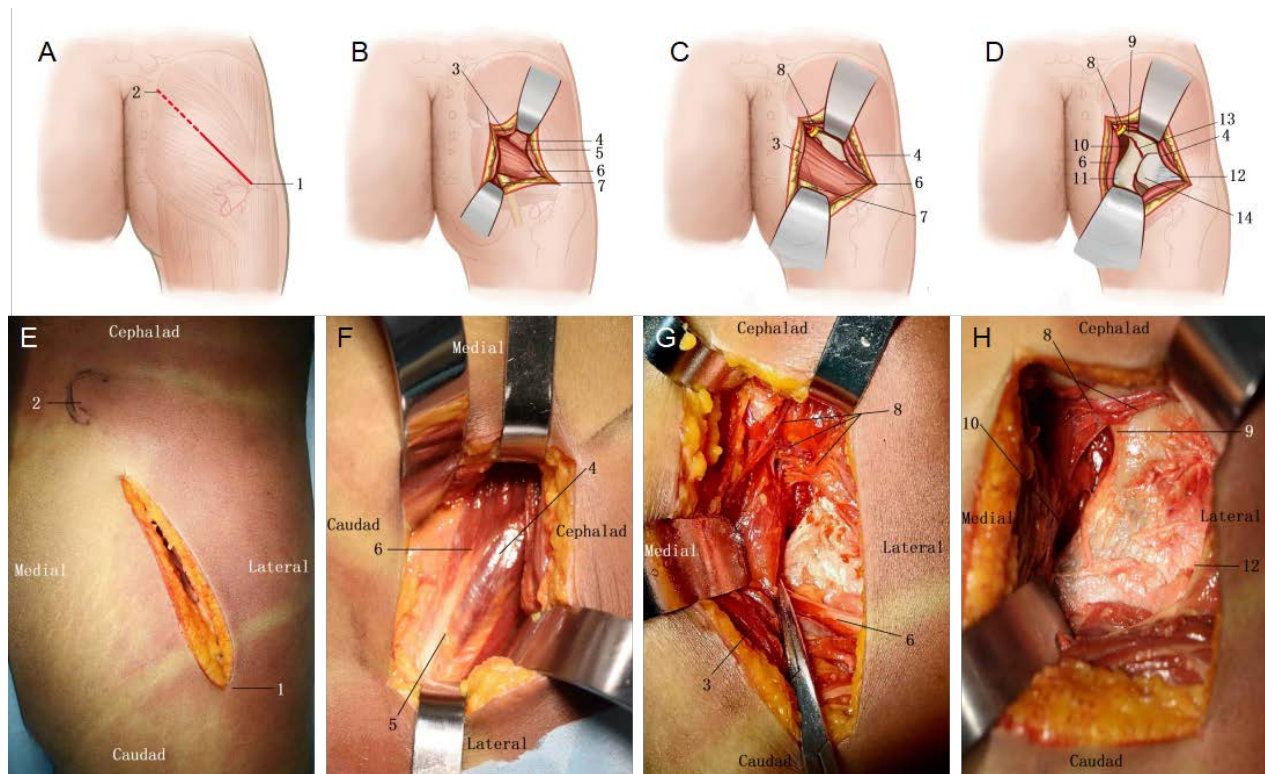 A
2
1
B
3
4
5
6
7
C
8
3
4
6
7
D
8
9
10
6
11
13
4
12
14
E
Cephalad
2
Medial
Lateral
1
Caudad
F
Medial
4
Caudad
6
Cephalad
5
Lateral
G
Cephalad
8
Medial
Lateral
6
3
Caudad
H
Cephalad
8
10
9
Medial
Lateral
12
Caudad